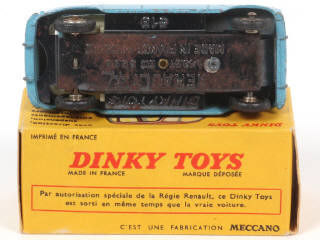 DINKY TOYS
IMPRIMÉ EN FRANCE
DINKY TOYS
MADE IN FRANCE
MARQUE DÉPOSÉE
Par autorisation spéciale de la Régie Renault, ce Dinky Toys
est sorti en même temps que la vraie voiture.
C'EST UNE FABRICATION MECCANO